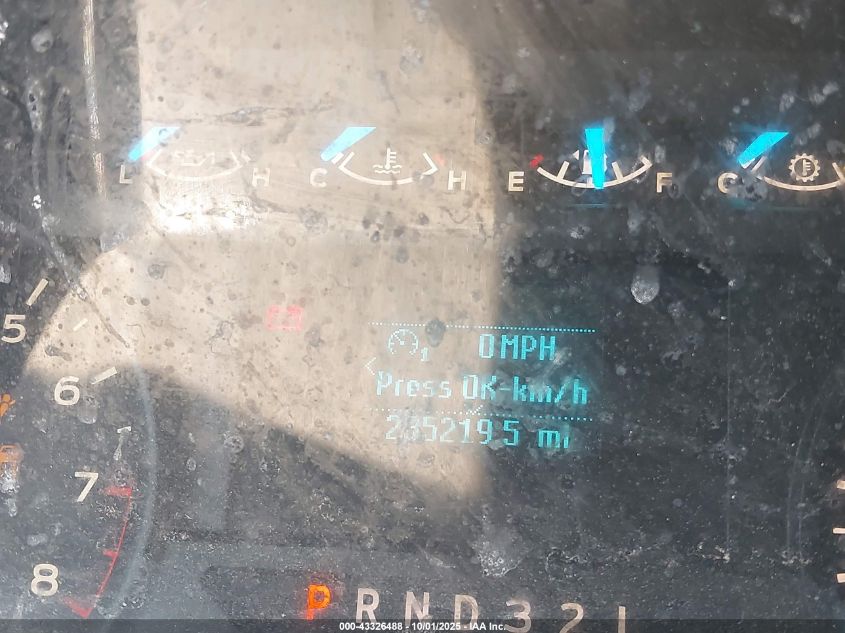 L H C H E F C
5
0 MPH
6
Press OK-km/h
235219.5 mi
7
8
P R N D 3 2 1
000-43326488 - 10/01/2025 - IAA Inc.